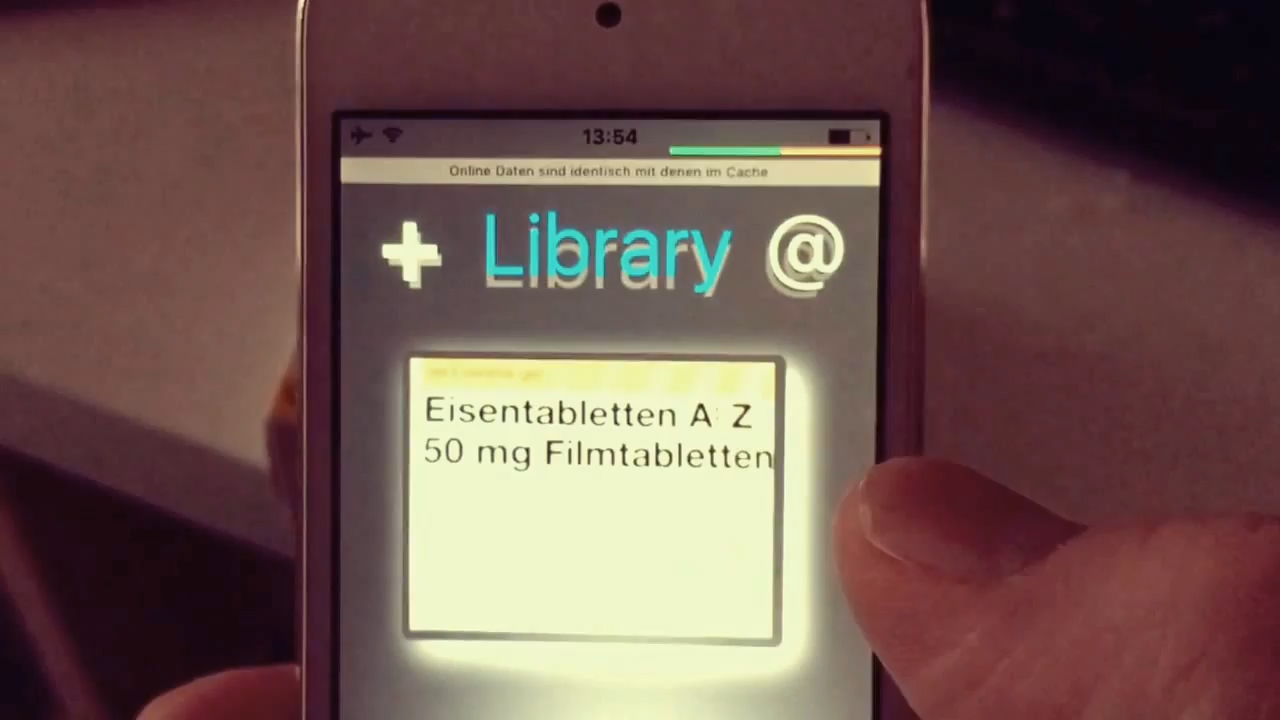 13:54
Online Daten sind identisch mit denen im Cache
+ Library @
Eisentabletten A Z
50 mg Filmtabletten